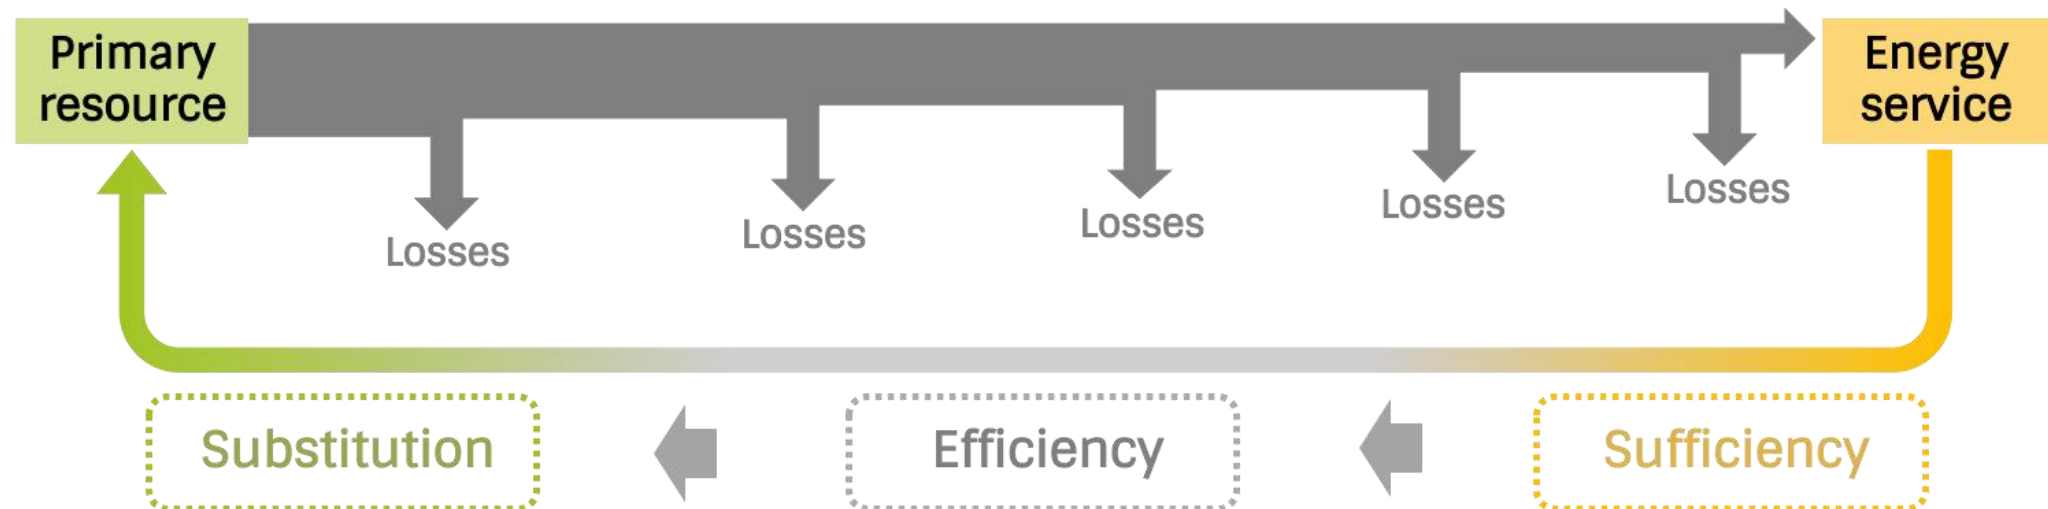 Primary
resource
Energy
service
Losses
Losses
Losses
Losses
Losses
Substitution
Efficiency
Sufficiency